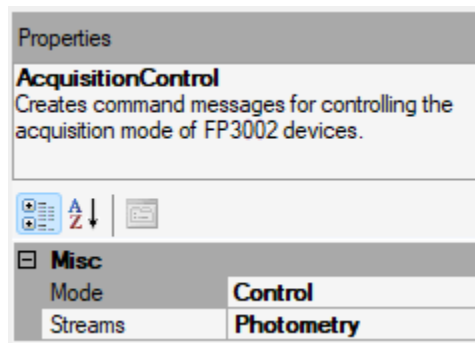 Properties
AcquisitionControl
Creates command messages for controlling the
acquisition mode of FP3002 devices.
Misc
Mode Control
Streams Photometry